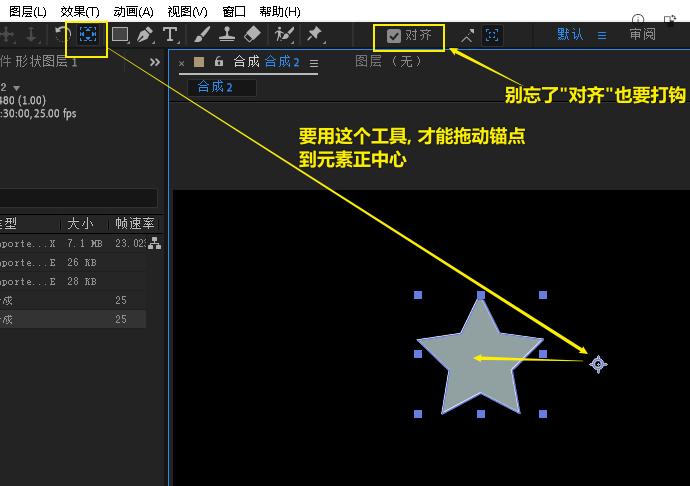 图层(L) 效果(T) 动画(A) 视图(V) 窗口 帮助(H)
对齐 默认 审阅
件 形状图层 1 合成 合成 2 图层 （无）
2
480 (1.00)
:30:00, 25.00 fps
合成 2
别忘了"对齐"也要打钩
要用这个工具, 才能拖动锚点
到元素正中心
类型 大小 帧速率
porte...X 7.1 MB 23.02
porte...E 26 KB
porte...E 28 KB
成 25
成 25